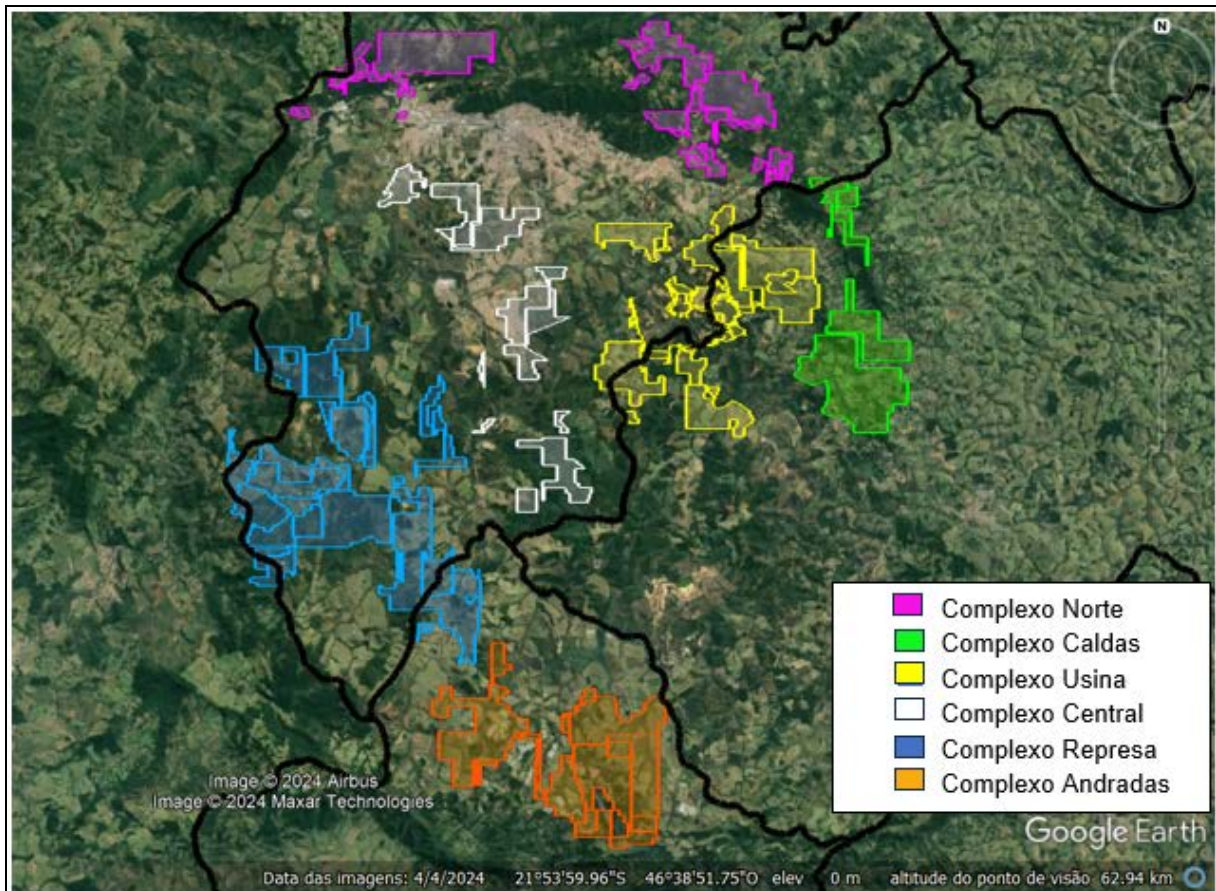 N
Complexo Norte
Complexo Caldas
Complexo Usina
Complexo Central
Complexo Represa
Complexo Andradas
Image © 2024 Airbus
Image © 2024 Maxar Technologies
Google Earth
Data das imagens: 4/4/2024 21°53'59.96"S 46°38'51.75"O elev 0 m altitude do ponto de visão 62.94 km